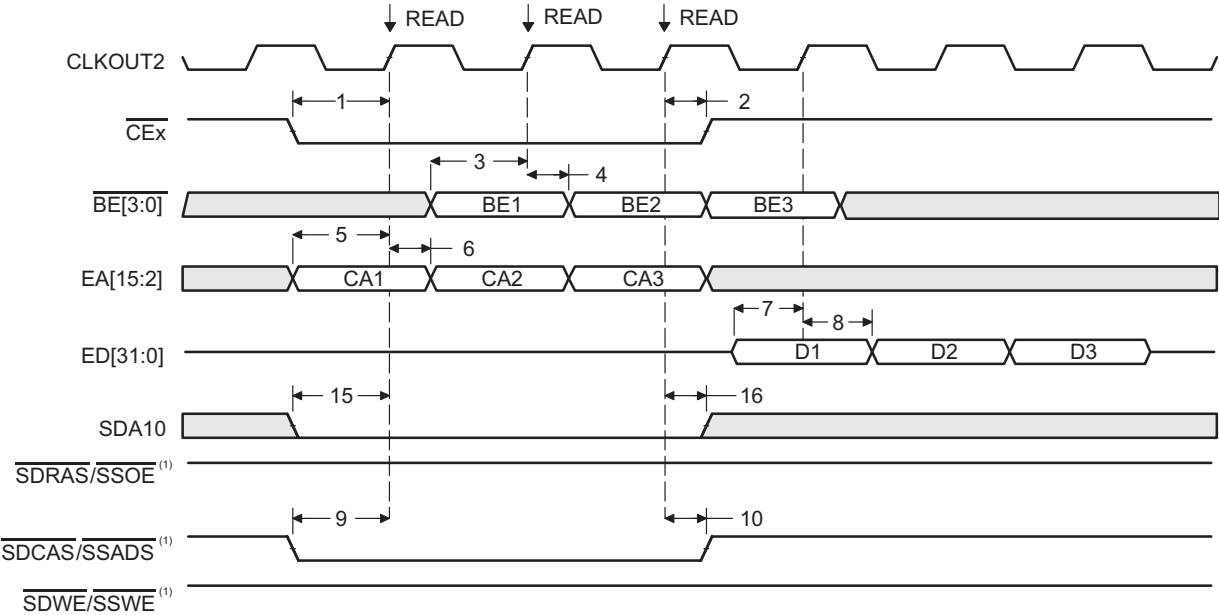 READ READ READ
CLKOUT2
1 2
CEx
3 4
BE[3:0] BE1 BE2 BE3
5 6
EA[15:2] CA1 CA2 CA3
7 8
ED[31:0] D1 D2 D3
15 16
SDA10
SDRAS/SSOE (1)
9 10
SDCAS/SSADS (1)
SDWE/SSWE (1)